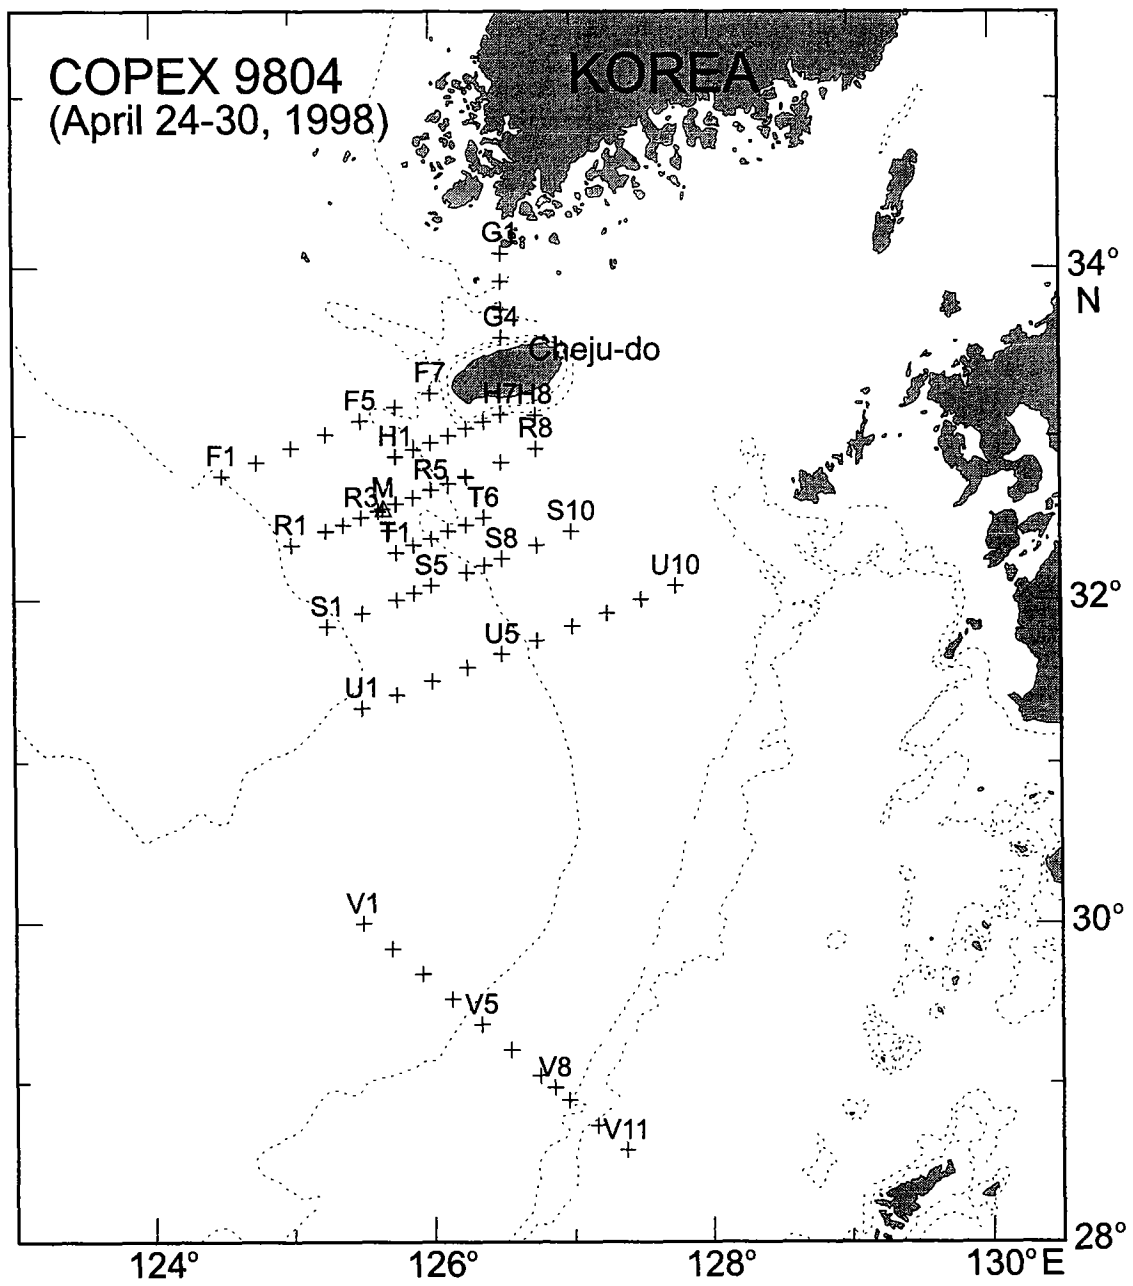 COPEX 9804
(April 24-30, 1998)
KOREA
G1
34°
N
G4
Cheju-do
F7
F5
H7
H8
H1
R8
F1
R5
M
R3
T6
S10
R1
T1
S8
S5
U10
32°
S1
U5
U1
V1
30°
V5
V8
V11
28°
124°
126°
128°
130°E